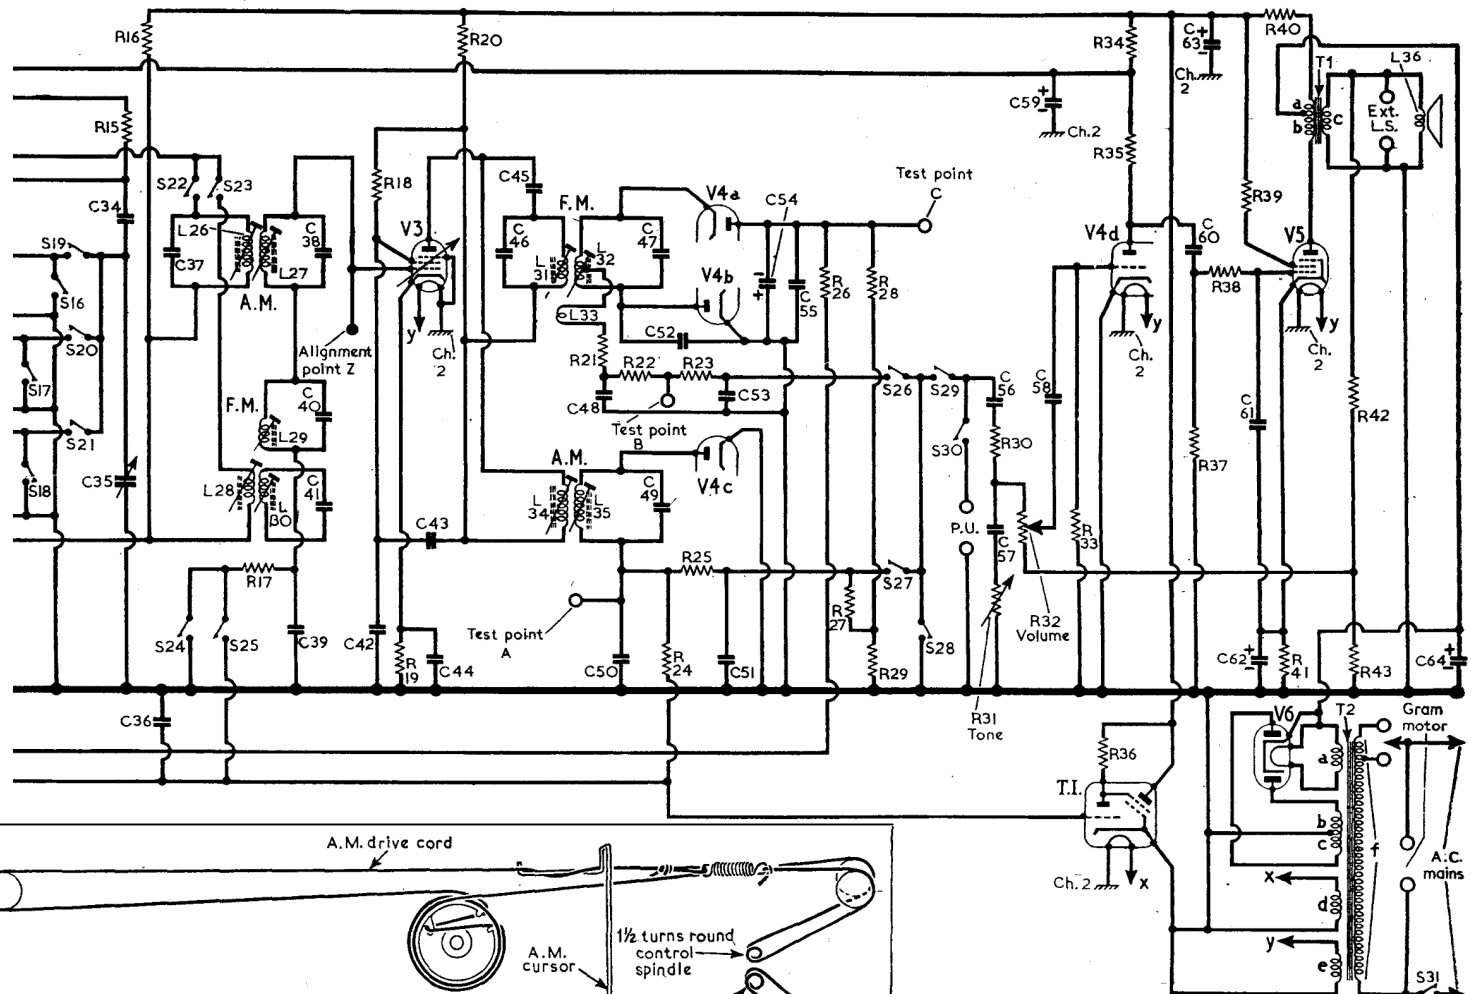 R16
R20
R34
C 63 +
-
R40
L36
T1
Ch. 2
C59 +
-
Ch.2
a
b
c
Ext. L.S.
R15
R35
S22
S23
R18
C45
Test point C
F.M.
V4a
C54
R39
C34
L26
C 38
V3
C 46
L 31
L 32
C 47
V4d
C 60
V5
S19
C37
L27
V4b
-
+
C 55
R 26
R 28
R38
S16
A.M.
L33
y
Ch. 2
C52
y
y
S20
Alignment point Z
R21
R22
R23
Ch. 2
Ch. 2
S17
F.M.
C 40
C48
C53
S26
S29
C 56
C 58
C 61
R42
S21
L29
Test point B
S30
R30
R37
A.M.
S18
C35
L28
L 30
C 41
L 34
L 35
C 49
V4c
P.U.
C 57
R 33
C43
R25
R17
S27
Test point A
R 27
R32 Volume
S24
S25
C39
C42
R 19
C44
C50
R 24
C51
R29
S28
C62 +
-
R 41
R43
C64 +
-
C36
R31 Tone
V6
T2
Gram motor
R36
a
T.I.
b
c
f
A.C. mains
A.M. drive cord
Ch.2
x
x
d
1½ turns round control spindle
A.M. cursor
y
e
S31